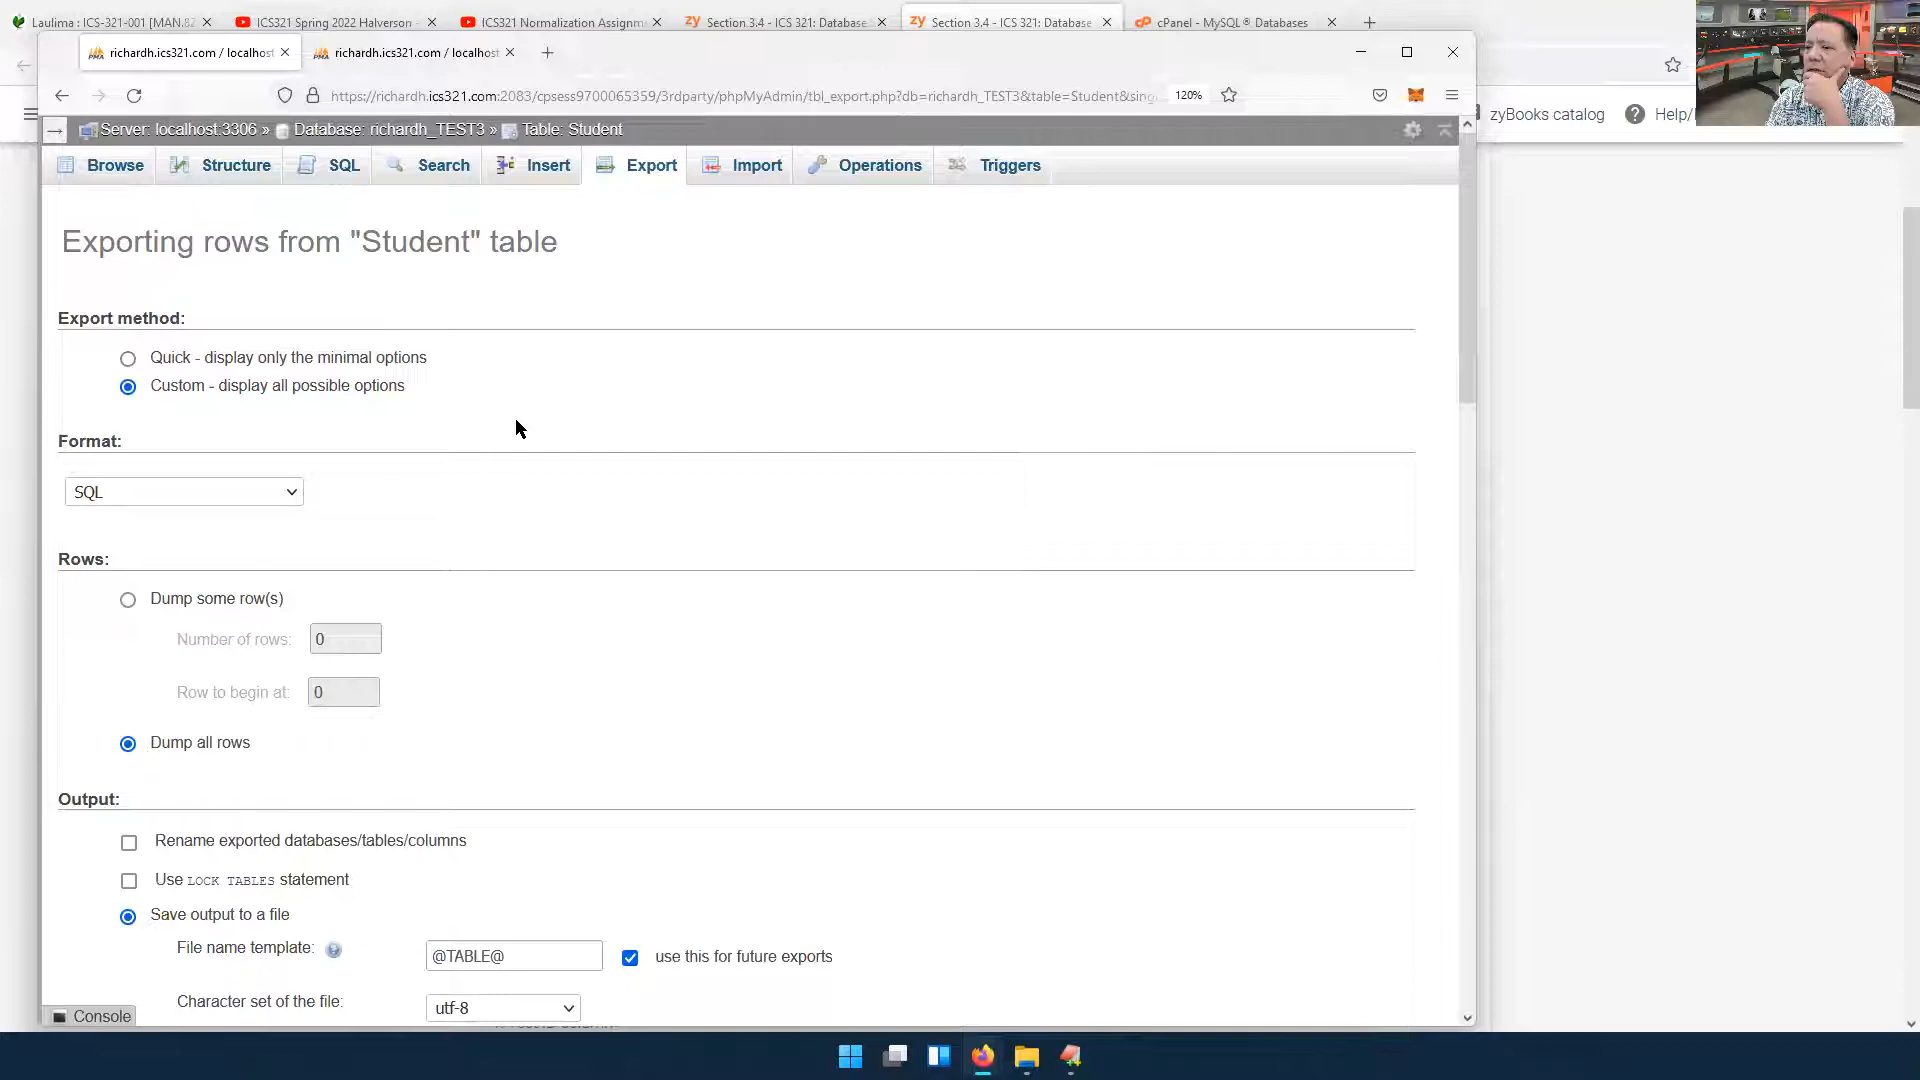 Laulima : ICS-321-001 [MAN.82
ICS321 Spring 2022 Halverson -
ICS321 Normalization Assignm
Section 3.4 - ICS 321: Database
Section 3.4 - ICS 321: Database
cPanel - MySQL® Databases
richardh.ics321.com / localhost
richardh.ics321.com / localhost
https://richardh.ics321.com:2083/cpsess9700065359/3rdparty/phpMyAdmin/tbl_export.php?db=richardh_TEST3&table=Student&sing
120%
zyBooks catalog
Help/
Server: localhost:3306 » Database: richardh_TEST3 » Table: Student
Browse
Structure
SQL
Search
Insert
Export
Import
Operations
Triggers
Exporting rows from "Student" table
Export method:
Quick - display only the minimal options
Custom - display all possible options
Format:
SQL
Rows:
Dump some row(s)
Number of rows: 0
Row to begin at: 0
Dump all rows
Output:
Rename exported databases/tables/columns
Use LOCK TABLES statement
Save output to a file
File name template: @TABLE@ use this for future exports
Character set of the file: utf-8
Console